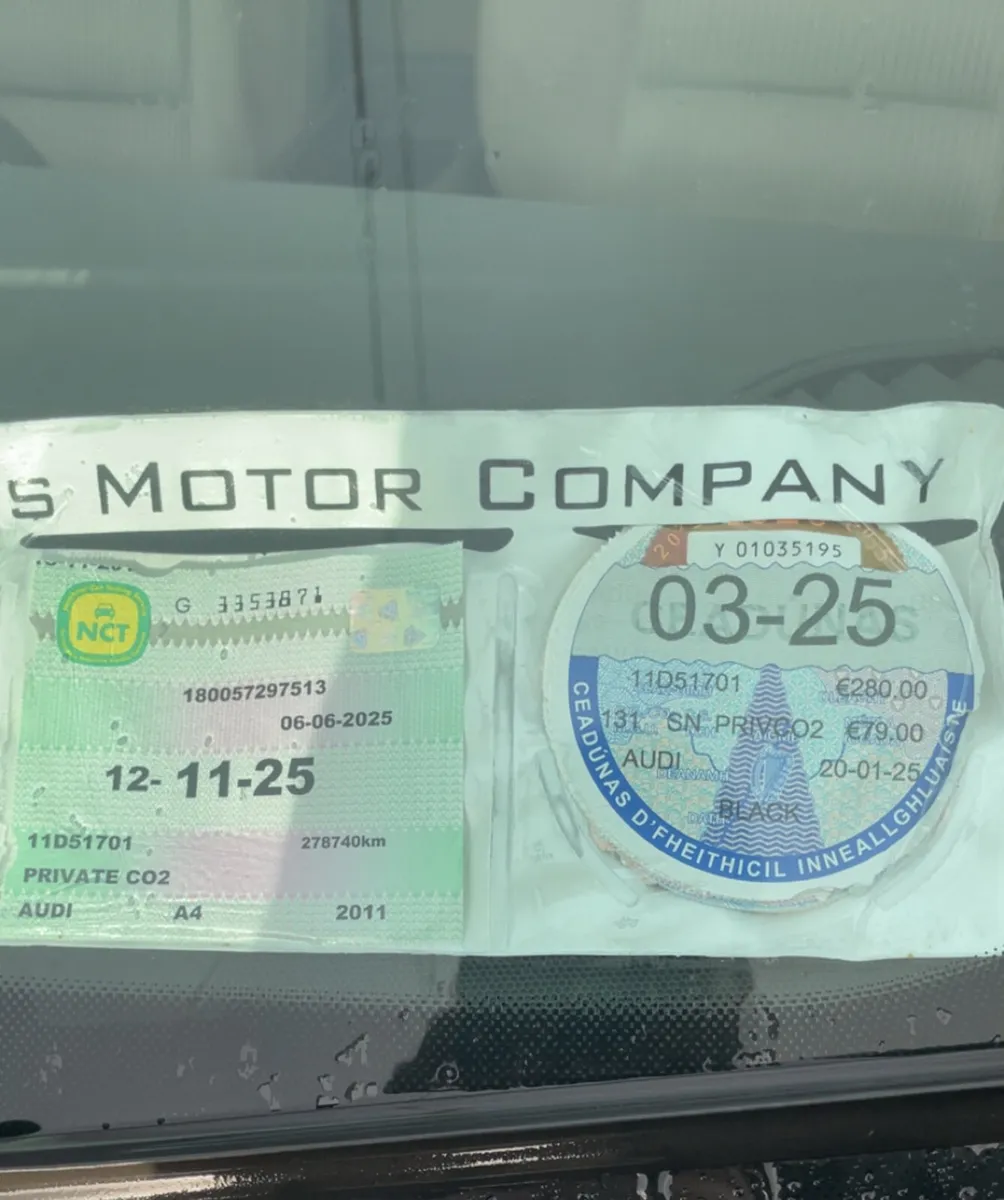 S MOTOR COMPANY
NCT
G 3353871
180057297513
06-06-2025
12- 11-25
11D51701 278740km
PRIVATE CO2
AUDI A4 2011
Y 01035195
03-25
11D51701 €280.00
131 SN PRIVCO2 €79.00
AUDI 20-01-25
BLACK
CEADÚNAS D'FHEITHICIL INNEALLGHLUAISTE